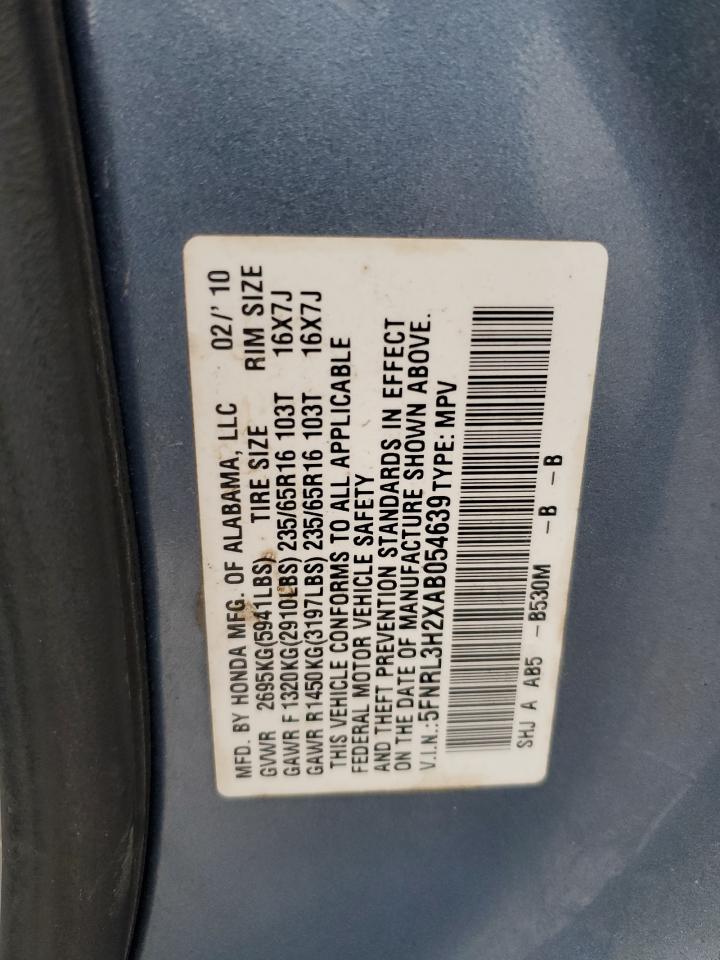 MFD. BY HONDA MFG. OF ALABAMA, LLC 02/'10
GVWR 2695KG(5941LBS) TIRE SIZE RIM SIZE
GAWR F1320KG(2910LBS) 235/65R16 103T 16X7J
GAWR R1450KG(3197LBS) 235/65R16 103T 16X7J
THIS VEHICLE CONFORMS TO ALL APPLICABLE
FEDERAL MOTOR VEHICLE SAFETY
AND THEFT PREVENTION STANDARDS IN EFFECT
ON THE DATE OF MANUFACTURE SHOWN ABOVE.
V.I.N.:5FNRL3H2XAB054639 TYPE: MPV
SHJ A AB5 -B530M -B -B